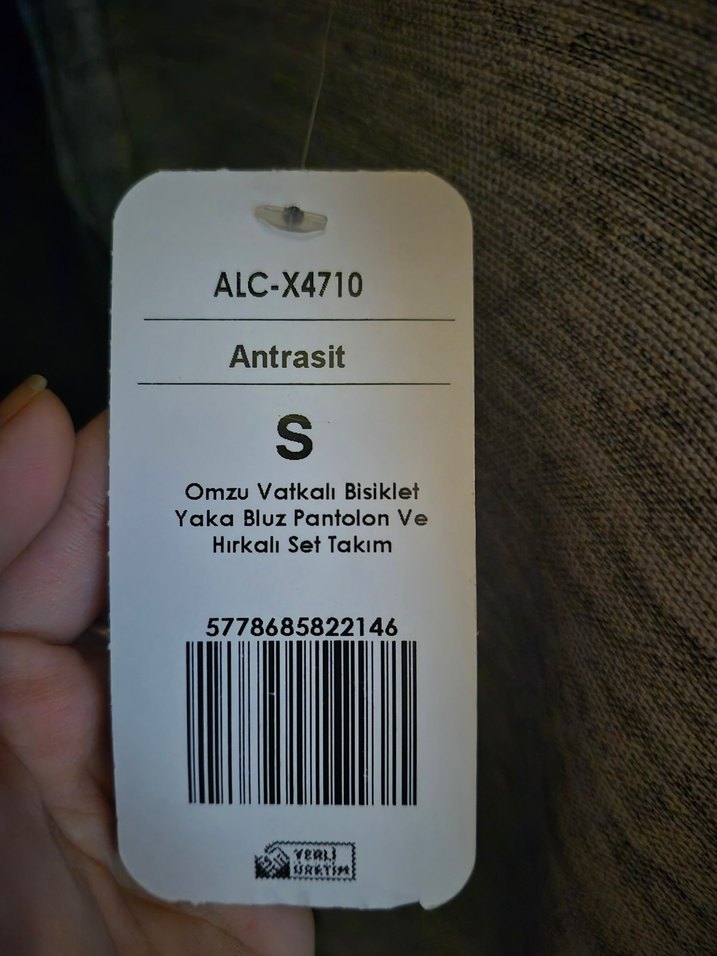 ALC-X4710
Antrasit
S
Omzu Vatkalı Bisiklet
Yaka Bluz Pantolon Ve
Hırkalı Set Takım
5778685822146
YERLİ
ÜRETİM